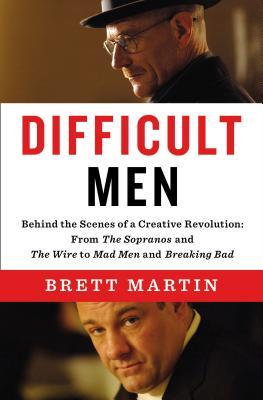 DIFFICULT
MEN
Behind the Scenes of a Creative Revolution:
From The Sopranos and
The Wire to Mad Men and Breaking Bad
BRETT MARTIN